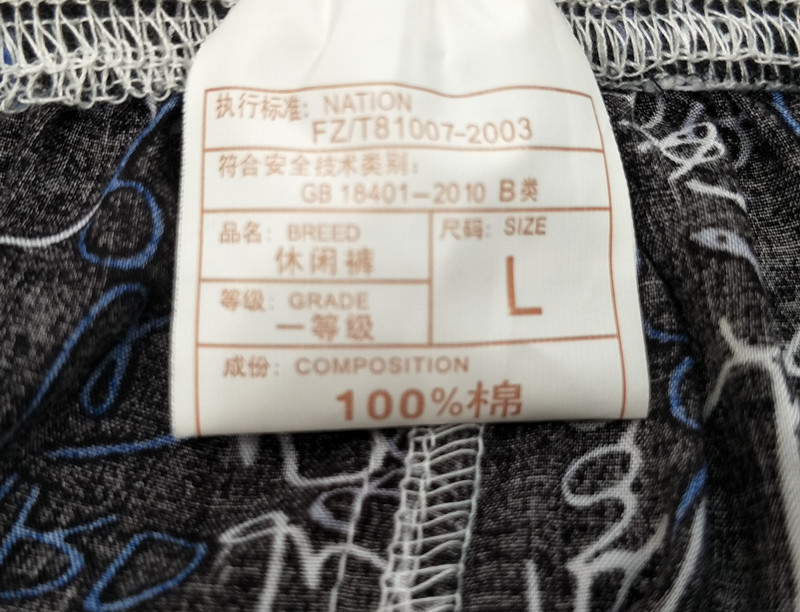 执行标准: NATION
FZ/T81007-2003
符合安全技术类别:
GB 18401-2010 B类
品名: BREED
休闲裤
尺码: SIZE
L
等级: GRADE
一等级
成份: COMPOSITION
100%棉